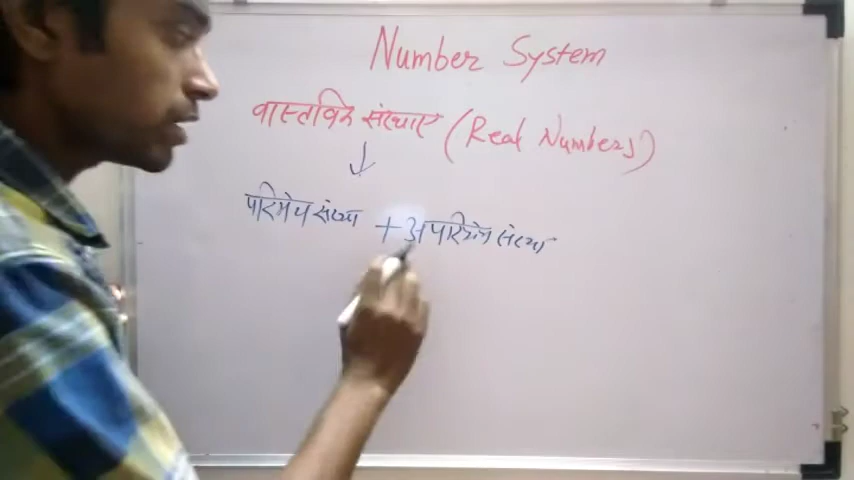 Number System
वास्तविक संख्याए (Real Numbers)
परिमेय संख्या + अपरिमेय संख्या